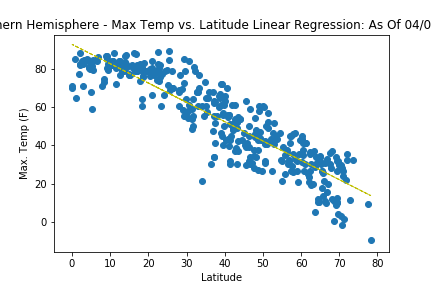 ern Hemisphere - Max Temp vs. Latitude Linear Regression: As Of 04/0
80
60
40
20
0
Max. Temp (F)
0 10 20 30 40 50 60 70 80
Latitude